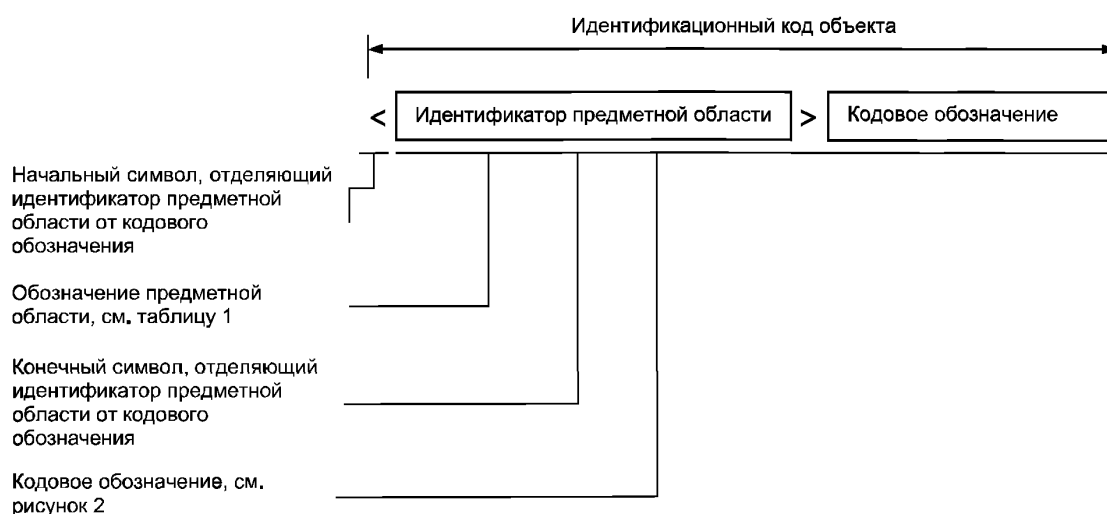 Идентификационный код объекта
< Идентификатор предметной области > Кодовое обозначение
Начальный символ, отделяющий
идентификатор предметной
области от кодового
обозначения
Обозначение предметной
области, см. таблицу 1
Конечный символ, отделяющий
идентификатор предметной
области от кодового
обозначения
Кодовое обозначение, см.
рисунок 2